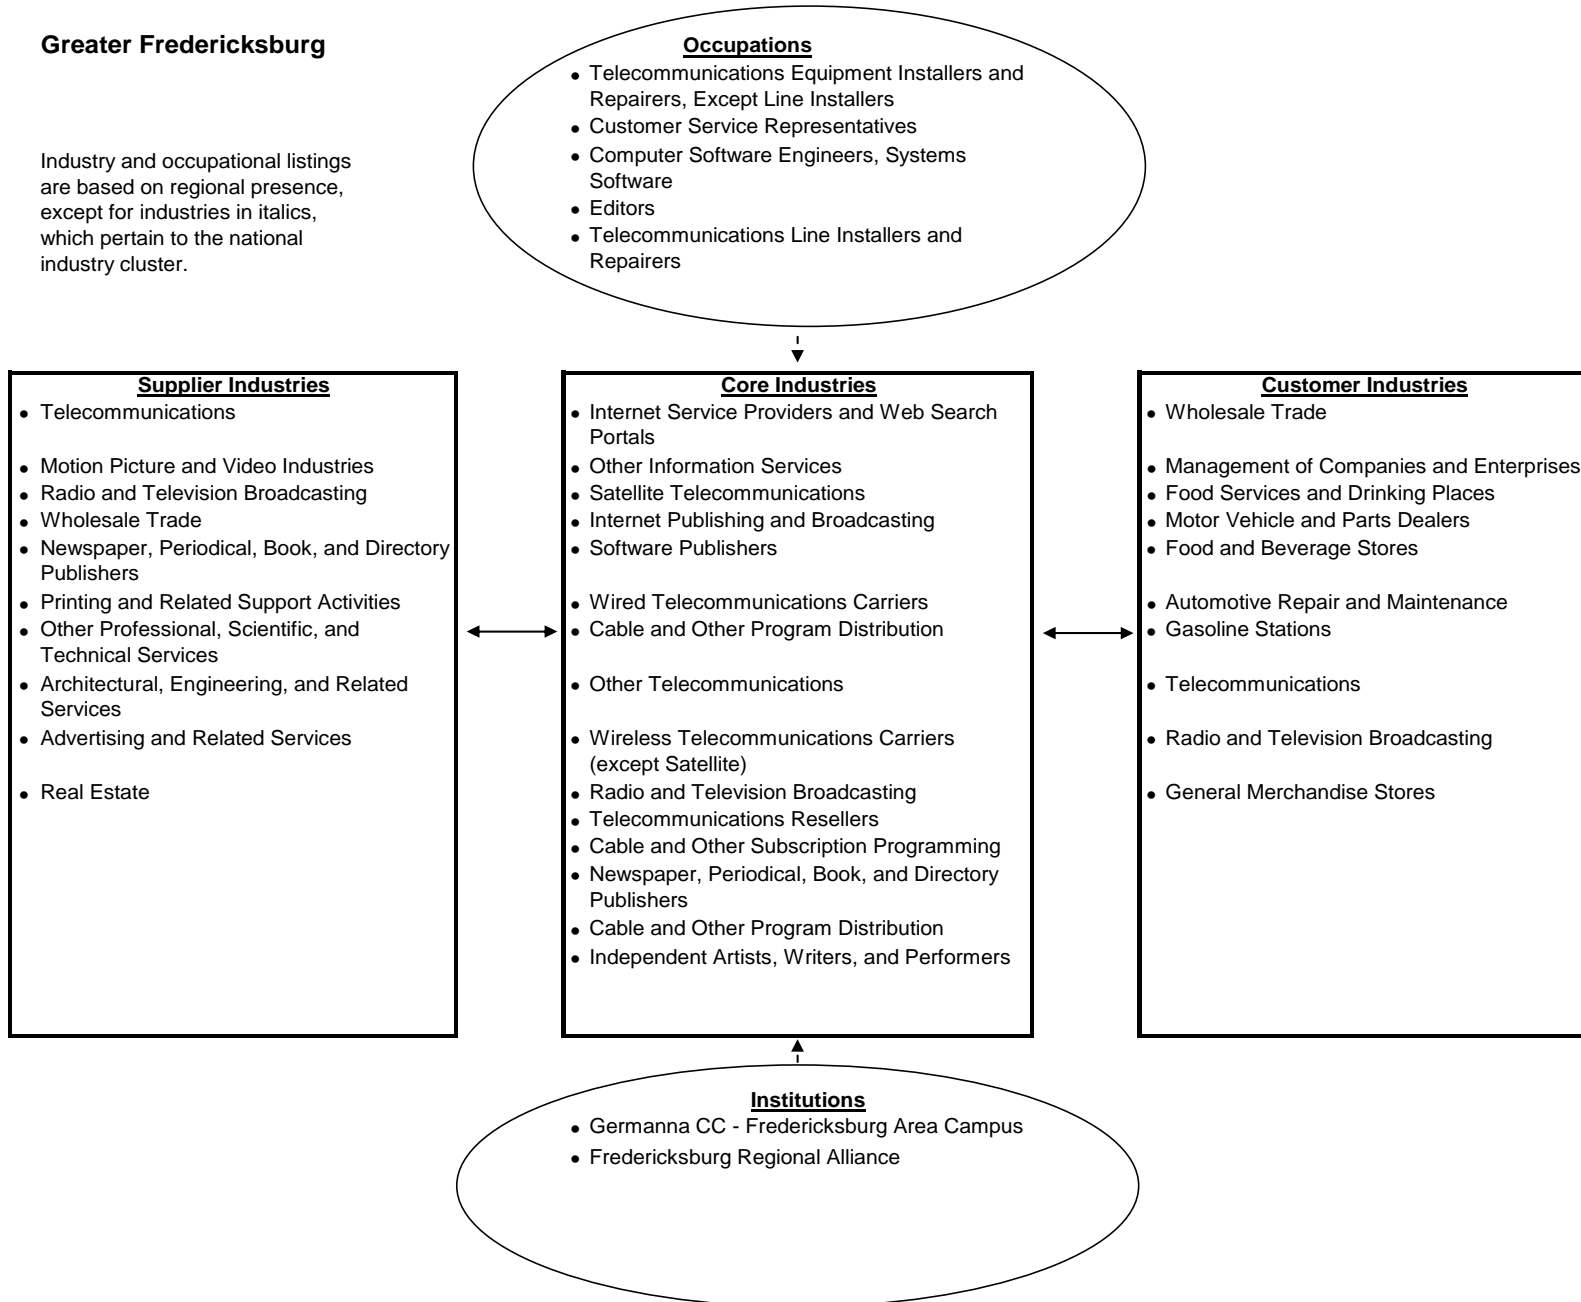 Greater Fredericksburg
Industry and occupational listings
are based on regional presence,
except for industries in italics,
which pertain to the national
industry cluster.
Occupations
• Telecommunications Equipment Installers and
Repairers, Except Line Installers
• Customer Service Representatives
• Computer Software Engineers, Systems
Software
• Editors
• Telecommunications Line Installers and
Repairers
Supplier Industries
• Telecommunications
• Motion Picture and Video Industries
• Radio and Television Broadcasting
• Wholesale Trade
• Newspaper, Periodical, Book, and Directory
Publishers
• Printing and Related Support Activities
• Other Professional, Scientific, and
Technical Services
• Architectural, Engineering, and Related
Services
• Advertising and Related Services
• Real Estate
Core Industries
• Internet Service Providers and Web Search
Portals
• Other Information Services
• Satellite Telecommunications
• Internet Publishing and Broadcasting
• Software Publishers
• Wired Telecommunications Carriers
• Cable and Other Program Distribution
• Other Telecommunications
• Wireless Telecommunications Carriers
(except Satellite)
• Radio and Television Broadcasting
• Telecommunications Resellers
• Cable and Other Subscription Programming
• Newspaper, Periodical, Book, and Directory
Publishers
• Cable and Other Program Distribution
• Independent Artists, Writers, and Performers
Customer Industries
• Wholesale Trade
• Management of Companies and Enterprises
• Food Services and Drinking Places
• Motor Vehicle and Parts Dealers
• Food and Beverage Stores
• Automotive Repair and Maintenance
• Gasoline Stations
• Telecommunications
• Radio and Television Broadcasting
• General Merchandise Stores
Institutions
• Germanna CC - Fredericksburg Area Campus
• Fredericksburg Regional Alliance